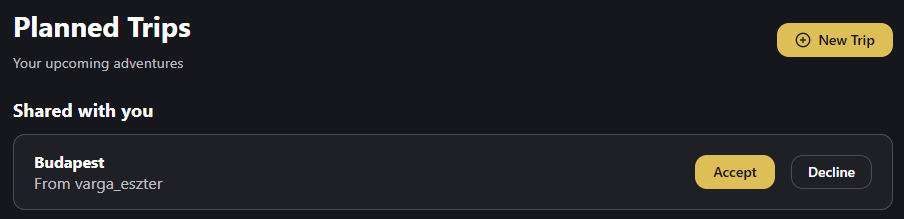 Planned Trips
Your upcoming adventures
New Trip
Shared with you
Budapest
From varga_eszter
Accept
Decline